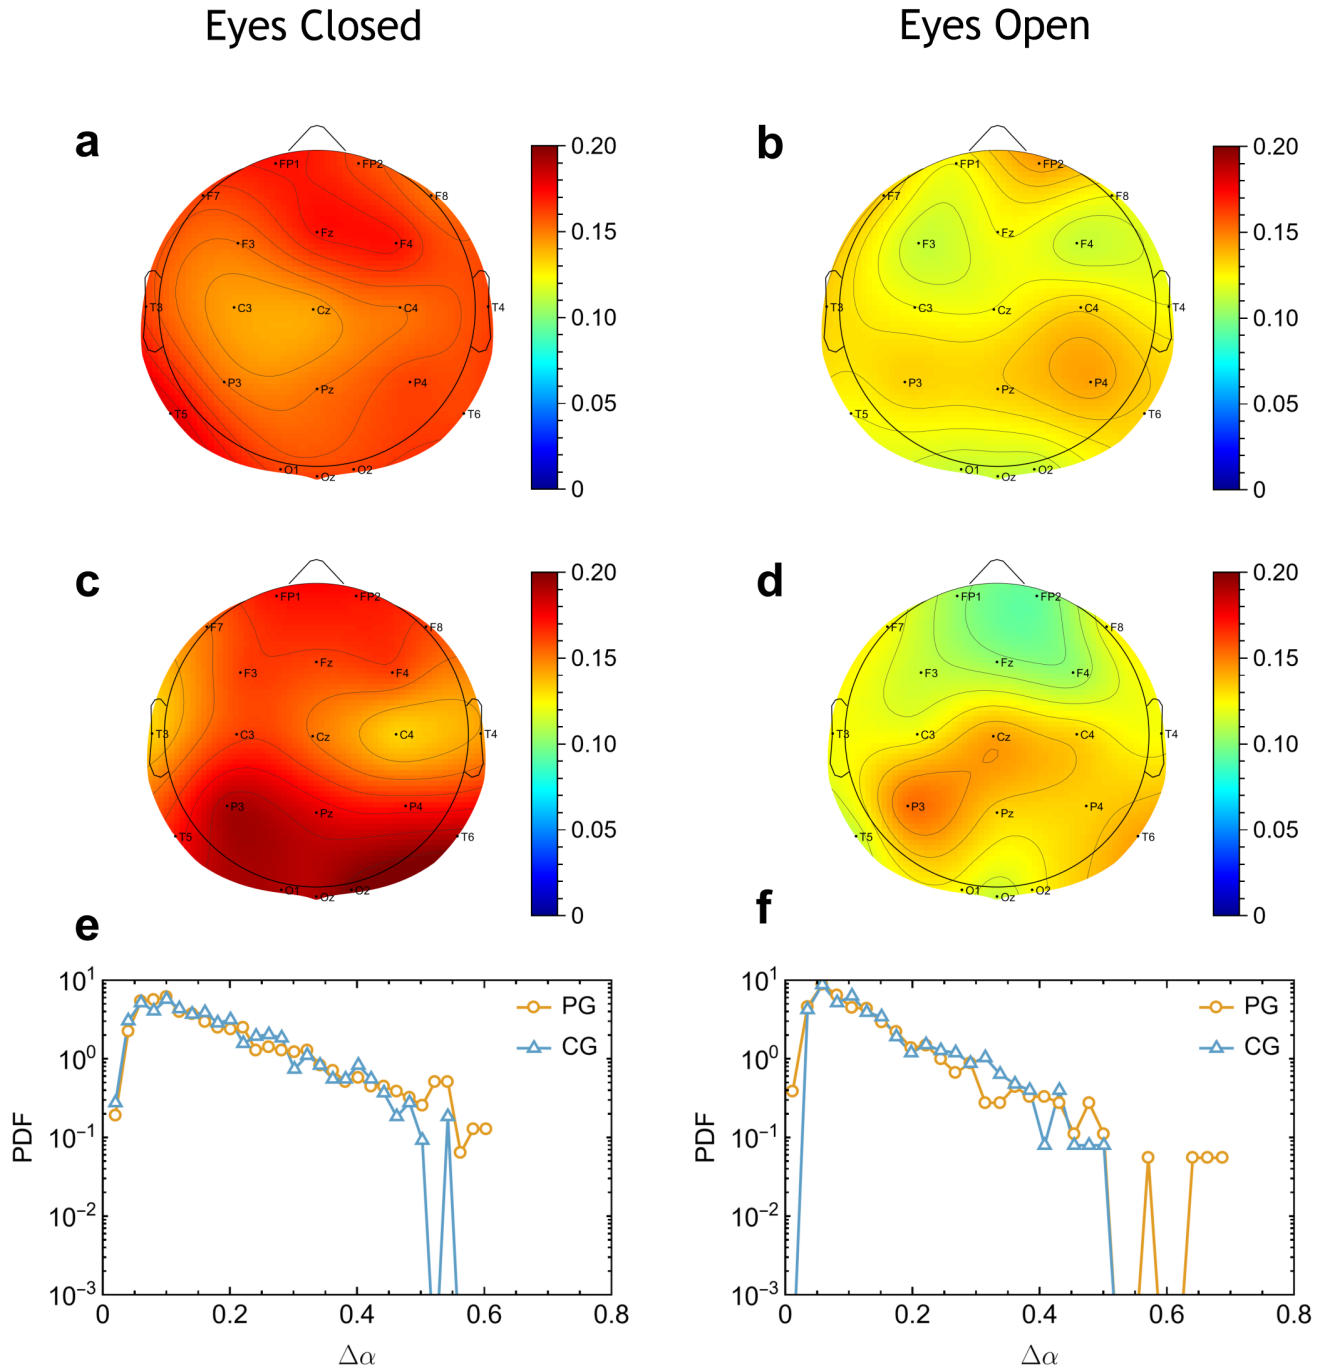 Eyes Closed
Eyes Open
a
FP1
FP2
F7
F8
F3
Fz
F4
T3
C3
Cz
C4
T4
P3
Pz
P4
T5
T6
O1
Oz
O2
0.20
0.15
0.10
0.05
0
b
FP1
FP2
F7
F8
F3
Fz
F4
T3
C3
Cz
C4
T4
P3
Pz
P4
T5
T6
O1
Oz
O2
0.20
0.15
0.10
0.05
0
c
FP1
FP2
F7
F8
F3
Fz
F4
T3
C3
Cz
C4
T4
P3
Pz
P4
T5
T6
O1
Oz
O2
0.20
0.15
0.10
0.05
0
d
FP1
FP2
F7
F8
F3
Fz
F4
T3
C3
Cz
C4
T4
P3
Pz
P4
T5
T6
O1
Oz
O2
0.20
0.15
0.10
0.05
0
e
PDF
10¹
10⁰
10⁻¹
10⁻²
10⁻³
PG
CG
0 0.2 0.4 0.6 0.8
Δα
f
PDF
10¹
10⁰
10⁻¹
10⁻²
10⁻³
PG
CG
0 0.2 0.4 0.6 0.8
Δα